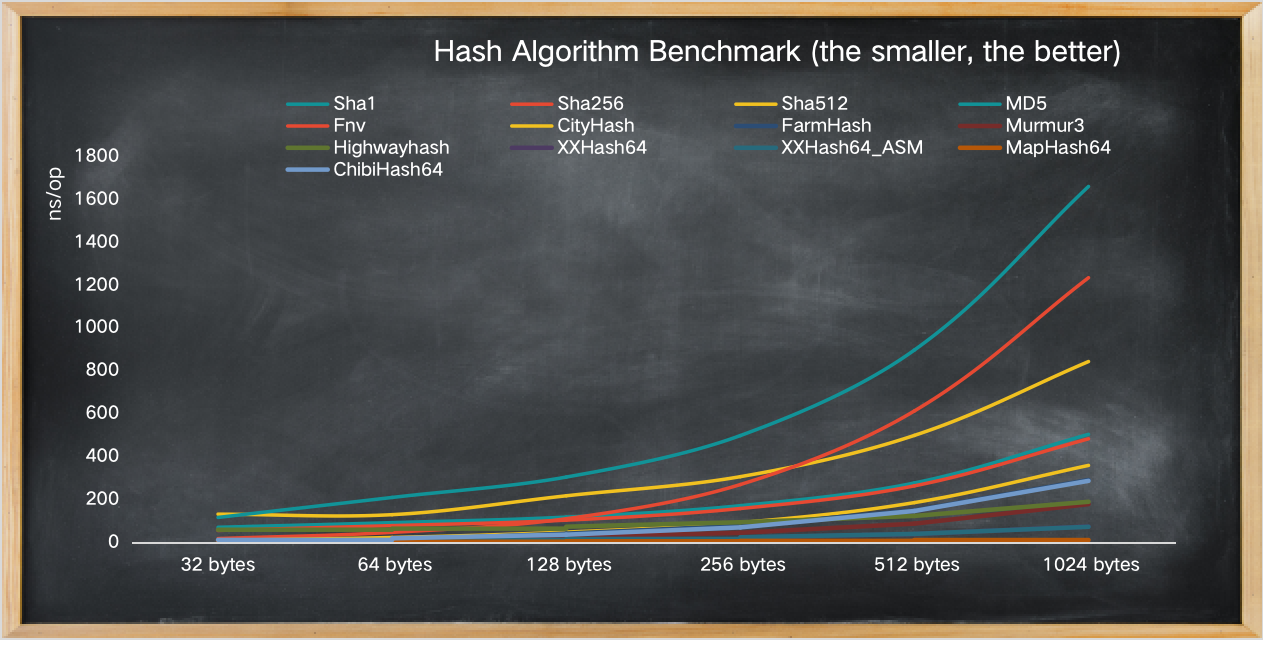 Hash Algorithm Benchmark (the smaller, the better)
Sha1 Sha256 Sha512 MD5
Fnv CityHash FarmHash Murmur3
Highwayhash XXHash64 XXHash64_ASM MapHash64
ChibiHash64
ns/op
1800
1600
1400
1200
1000
800
600
400
200
0
32 bytes 64 bytes 128 bytes 256 bytes 512 bytes 1024 bytes